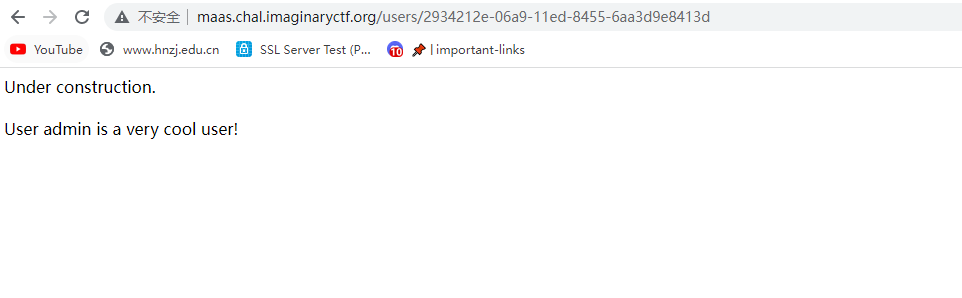 不安全 maas.chal.imaginaryctf.org/users/2934212e-06a9-11ed-8455-6aa3d9e8413d
YouTube www.hnzj.edu.cn SSL Server Test (P... 10 | important-links
Under construction.
User admin is a very cool user!